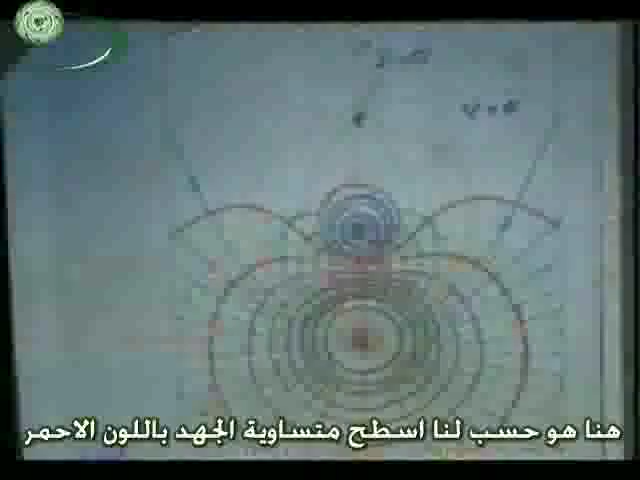 هنا هو حسب لنا اسطح متساوية الجهد باللون الاحمر